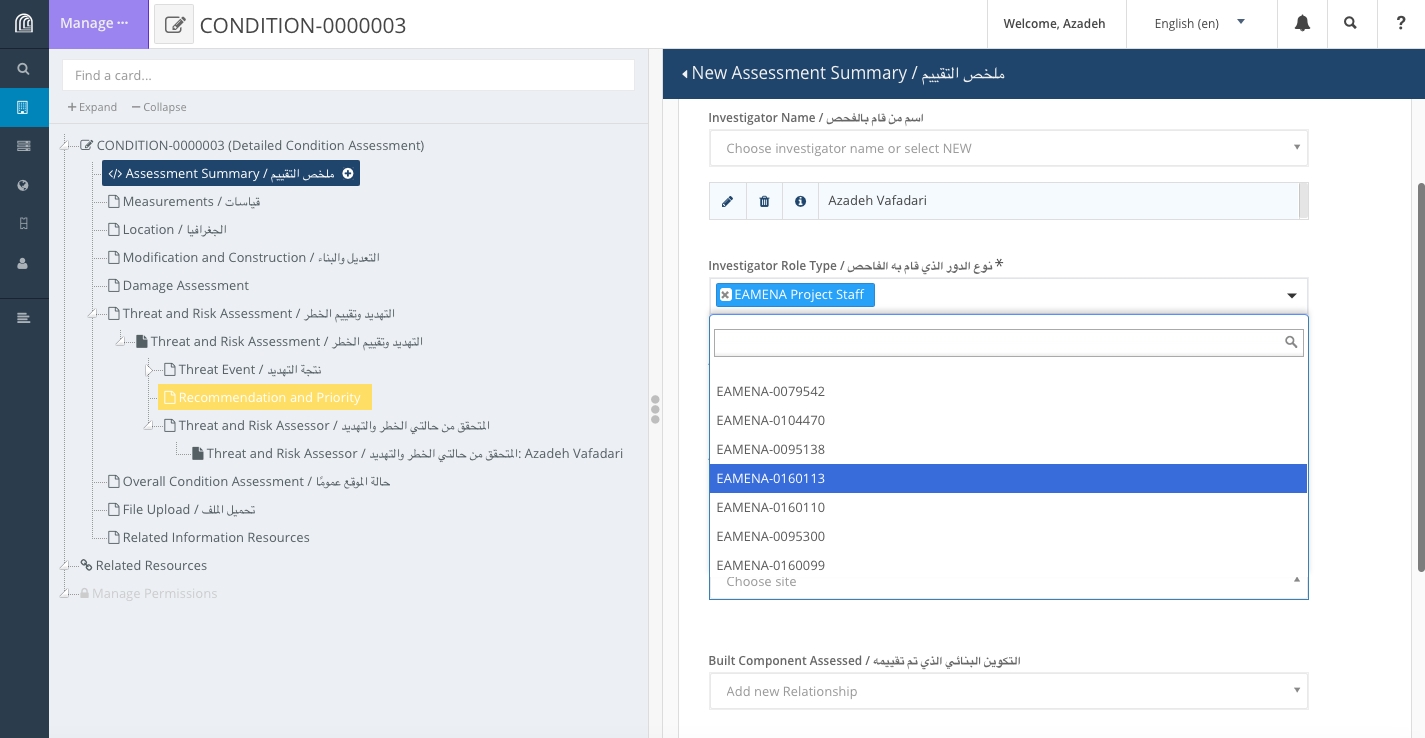 Manage
CONDITION-0000003
Welcome, Azadeh
English (en)
?
Find a card...
Expand
Collapse
CONDITION-0000003 (Detailed Condition Assessment)
</> Assessment Summary / ملخص التقييم
Measurements / قياسات
Location / الجغرافيا
Modification and Construction / التعديل والبناء
Damage Assessment
Threat and Risk Assessment / التهديد وتقييم الخطر
Threat and Risk Assessment / التهديد وتقييم الخطر
Threat Event / نتجة التهديد
Recommendation and Priority
Threat and Risk Assessor / المتحقق من حالتي الخطر والتهديد
Threat and Risk Assessor / المتحقق من حالتي الخطر والتهديد: Azadeh Vafadari
Overall Condition Assessment / حالة الموقع عمومًا
File Upload / تحميل الملف
Related Information Resources
Related Resources
Manage Permissions
New Assessment Summary / ملخص التقييم
Investigator Name / اسم من قام بالفحص
Choose investigator name or select NEW
Azadeh Vafadari
Investigator Role Type / نوع الدور الذي قام به الفاحص *
EAMENA Project Staff
EAMENA-0079542
EAMENA-0104470
EAMENA-0095138
EAMENA-0160113
EAMENA-0160110
EAMENA-0095300
EAMENA-0160099
Choose site
Built Component Assessed / التكوين البنائي الذي تم تقييمه
Add new Relationship